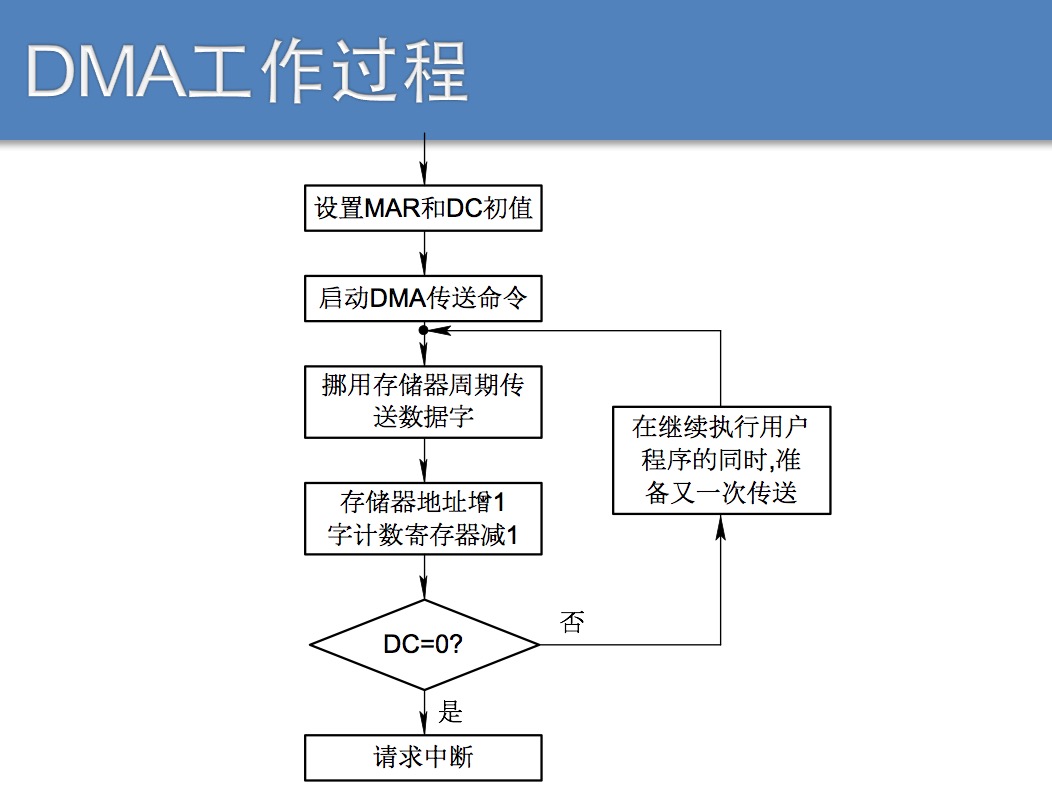 DMA工作过程
设置MAR和DC初值
启动DMA传送命令
挪用存储器周期传
送数据字
存储器地址增1
字计数寄存器减1
在继续执行用户
程序的同时,准
备又一次传送
DC=0?
否
是
请求中断